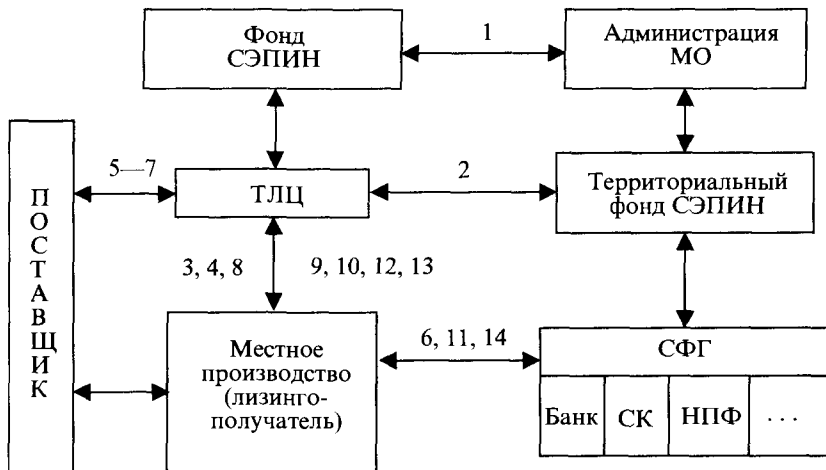 Фонд
СЭПИН
1
Администрация
МО
ПОСТАВЩИК
5—7
ТЛЦ
2
Территориальный
фонд СЭПИН
3, 4, 8
9, 10, 12, 13
Местное
производство
(лизинго-
получатель)
6, 11, 14
СФГ
Банк
СК
НПФ
. . .